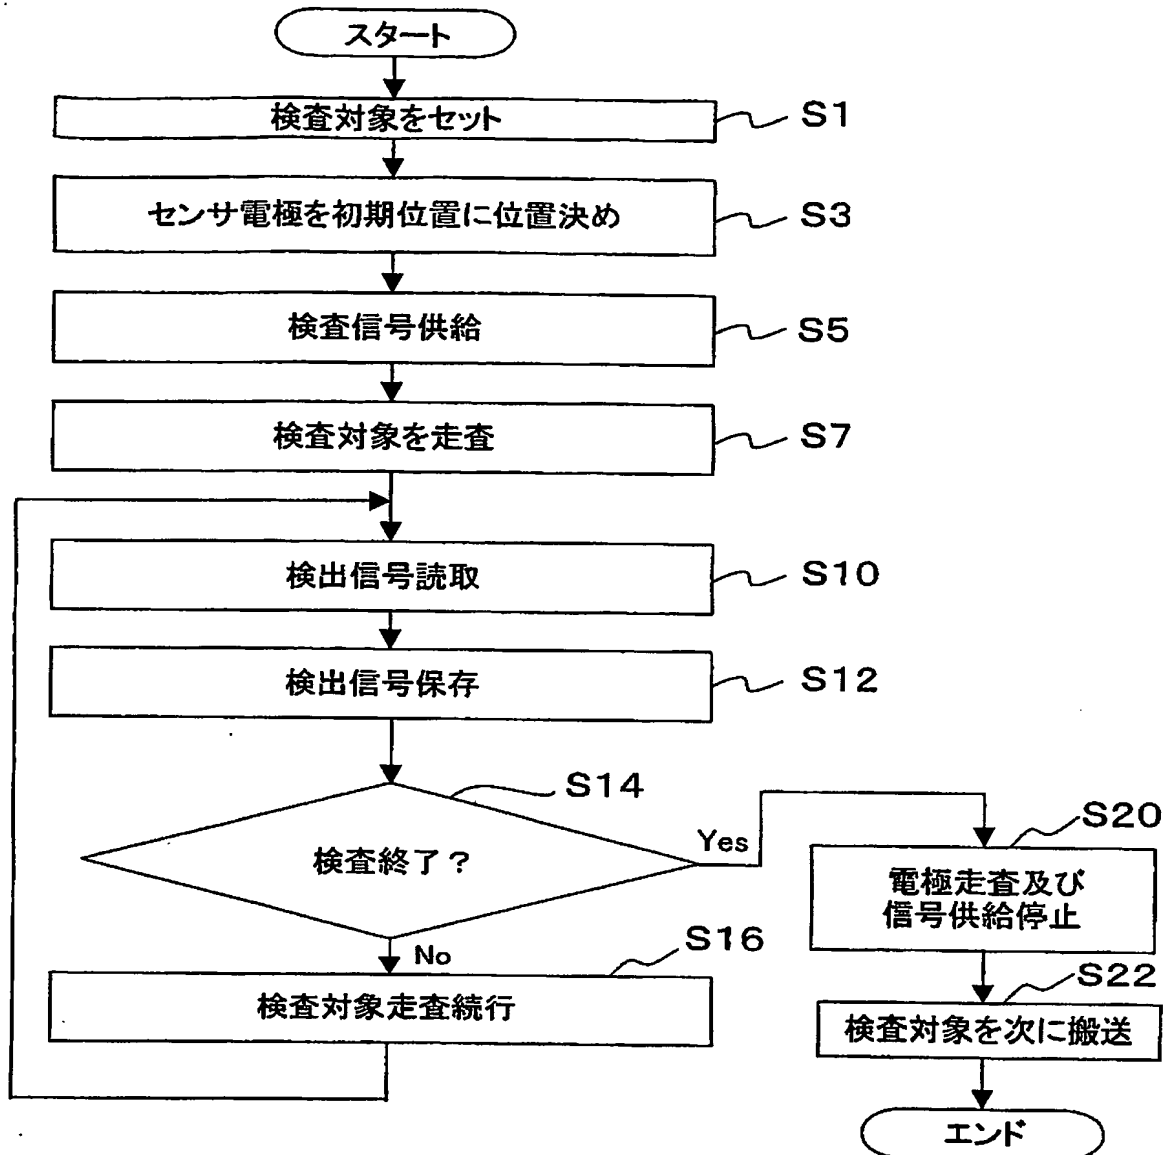 スタート
検査対象をセット
S1
センサ電極を初期位置に位置決め
S3
検査信号供給
S5
検査対象を走査
S7
検出信号読取
S10
検出信号保存
S12
S14
検査終了？
Yes
No
S16
検査対象走査続行
S20
電極走査及び
信号供給停止
S22
検査対象を次に搬送
エンド